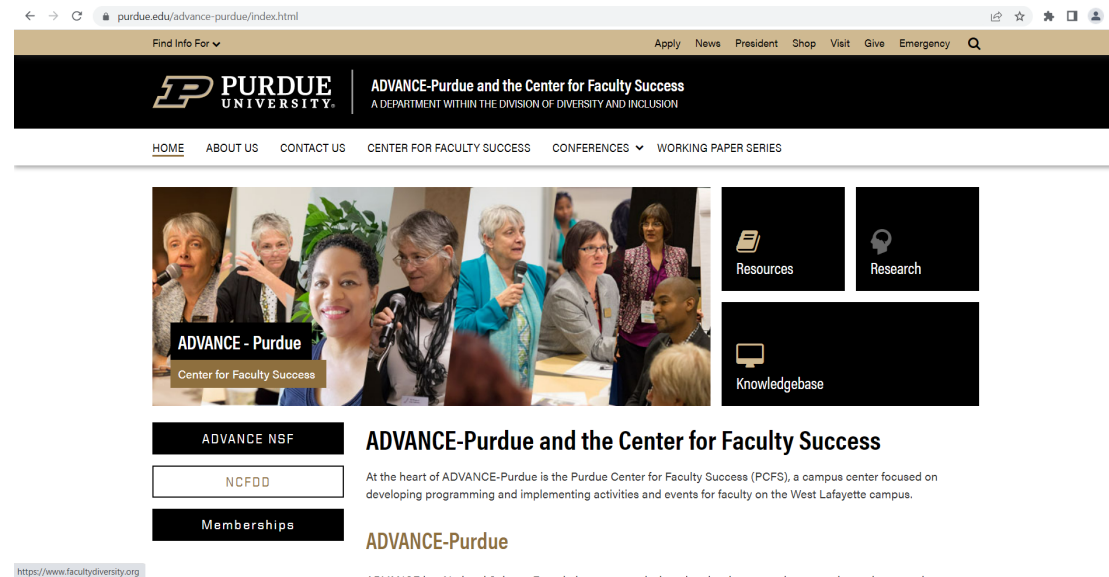 purdue.edu/advance-purdue/index.html
Find Info For
Apply News President Shop Visit Give Emergency
PURDUE UNIVERSITY®
ADVANCE-Purdue and the Center for Faculty Success
A DEPARTMENT WITHIN THE DIVISION OF DIVERSITY AND INCLUSION
HOME ABOUT US CONTACT US CENTER FOR FACULTY SUCCESS CONFERENCES WORKING PAPER SERIES
ADVANCE - Purdue
Center for Faculty Success
Resources
Research
Knowledgebase
ADVANCE NSF
NCFDD
Memberships
ADVANCE-Purdue and the Center for Faculty Success
At the heart of ADVANCE-Purdue is the Purdue Center for Faculty Success (PCFS), a campus center focused on
developing programming and implementing activities and events for faculty on the West Lafayette campus.
ADVANCE-Purdue
https://www.facultydiversity.org